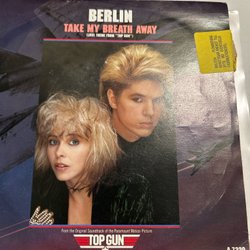 BERLIN
TAKE MY BREATH AWAY
(LOVE THEME FROM "TOP GUN")
From the Original Soundtrack of the Paramount Motion Picture
TOP GUN
A 7320